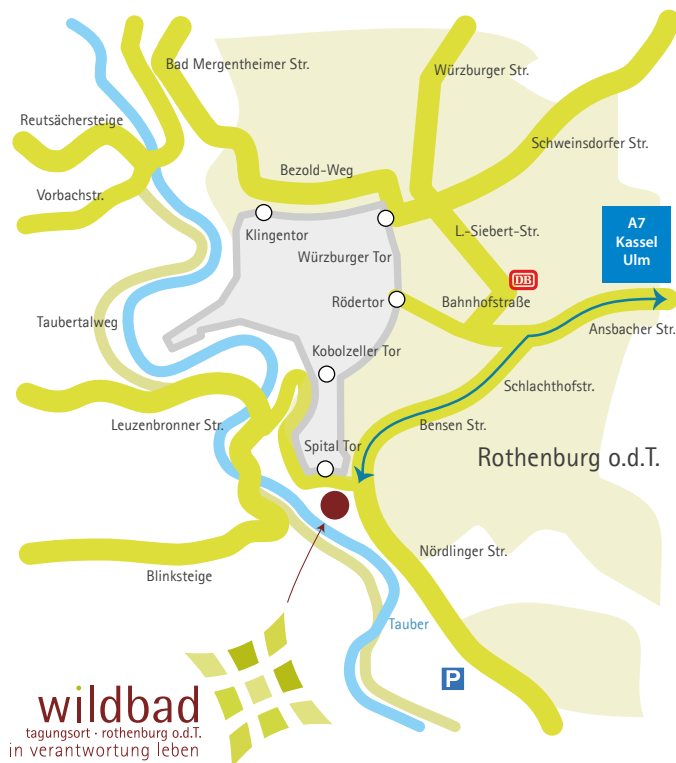 Bad Mergentheimer Str.
Würzburger Str.
Reutsächersteige
Schweinsdorfer Str.
Bezold-Weg
Vorbachstr.
A7
Kassel
Ulm
Klingentor
L.-Siebert-Str.
Würzburger Tor
DB
Rödertor
Bahnhofstraße
Taubertalweg
Ansbacher Str.
Kobolzeller Tor
Schlachthofstr.
Leuzenbronner Str.
Bensen Str.
Spital Tor
Rothenburg o.d.T.
Nördlinger Str.
Blinksteige
Tauber
P
wildbad
tagungsort · rothenburg o.d.T.
in verantwortung leben